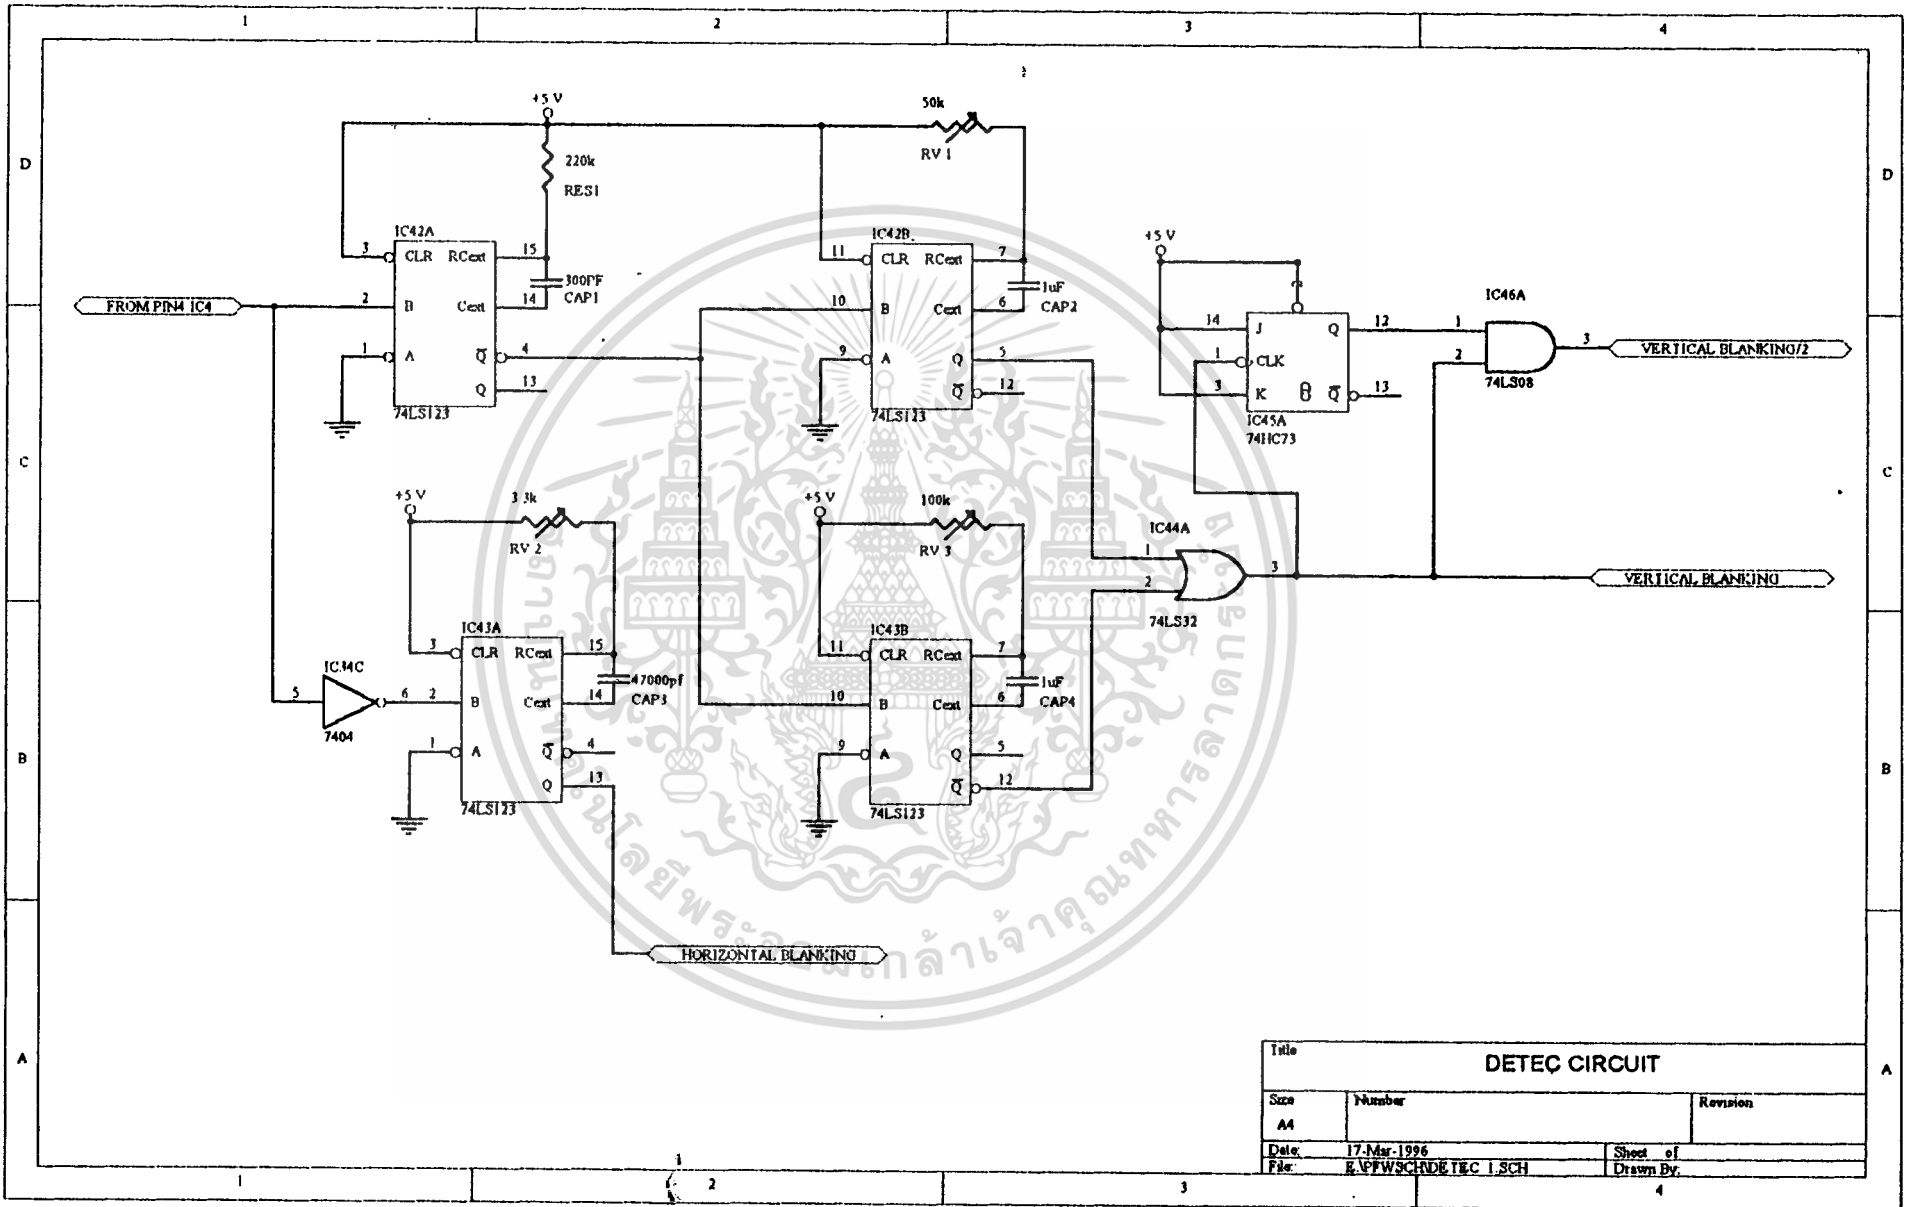 1 2 3 4
D
C
B
A
D
C
B
A
+5 V
220k
RES1
50k
RV 1
IC42A
3 CLR RCext 15
300PF
CAP1
FROM PIN4 IC4
2 B Cext 14
1 A Q 4
Q 13
74LS123
IC42B
11 CLR RCext 7
1uF
CAP2
10 B Cext 6
9 A Q 5
Q 12
74LS123
+5 V
14 J Q 12
1 CLK
3 K Q 13
IC45A
74HC73
IC46A
1
2
3
74LS08
VERTICAL BLANKING/2
+5 V
3.3k
RV 2
+5 V
100k
RV 3
IC44A
1
2
3
74LS32
VERTICAL BLANKING
IC34C
5 6
7404
IC43A
3 CLR RCext 15
47000pf
CAP3
2 B Cext 14
1 A Q 4
Q 13
74LS123
IC43B
11 CLR RCext 7
1uF
CAP4
10 B Cext 6
9 A Q 5
Q 12
74LS123
HORIZONTAL BLANKING
Title
DETEC CIRCUIT
Size
A4
Number
Revision
Date: 17-Mar-1996
Sheet of
File: E:\PFWSCH\DETEC_1.SCH
Drawn By:
1 2 3 4